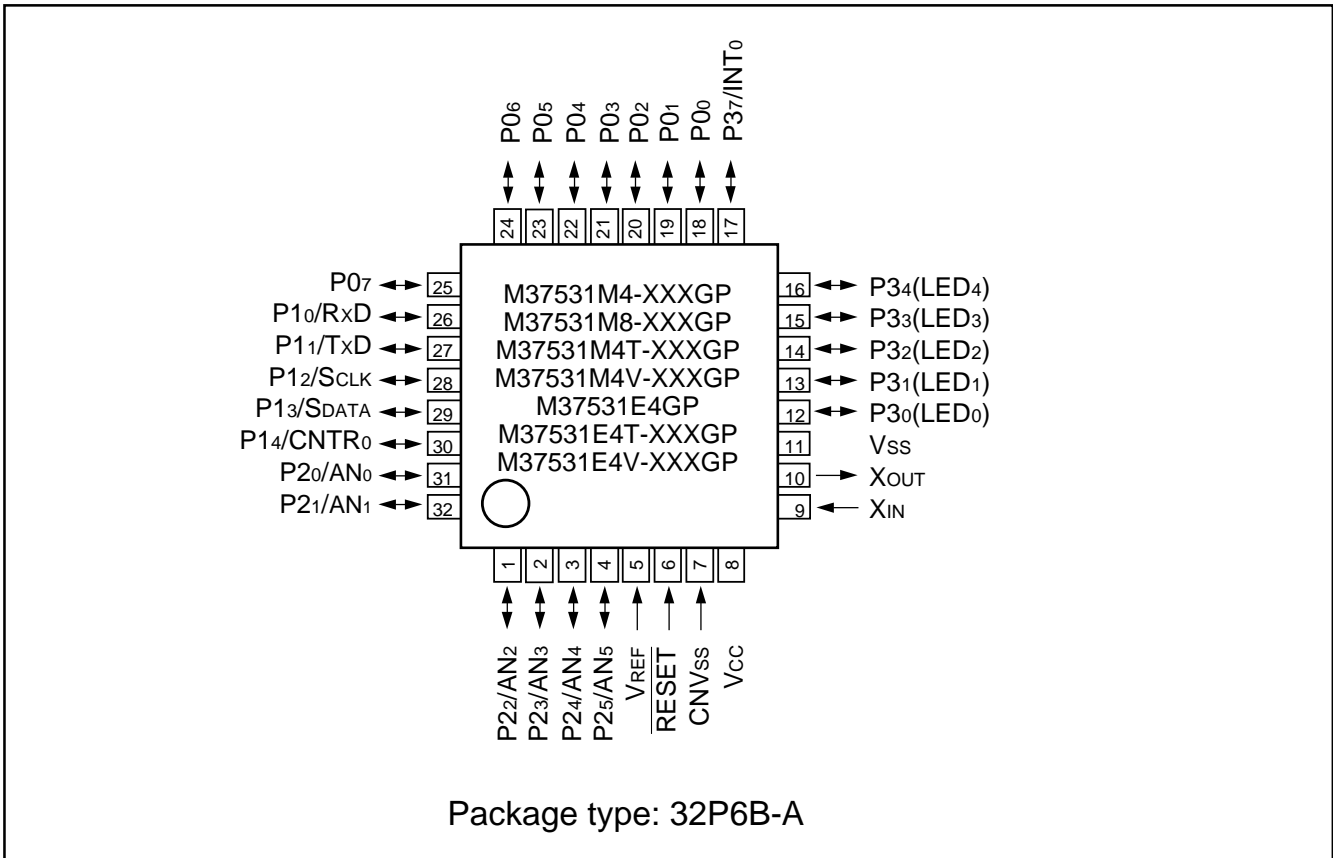 P06
P05
P04
P03
P02
P01
P00
P37/INT0
24
23
22
21
20
19
18
17
P07
25
P10/RXD
26
P11/TXD
27
P12/SCLK
28
P13/SDATA
29
P14/CNTR0
30
P20/AN0
31
P21/AN1
32
M37531M4-XXXGP
M37531M8-XXXGP
M37531M4T-XXXGP
M37531M4V-XXXGP
M37531E4GP
M37531E4T-XXXGP
M37531E4V-XXXGP
16
P34(LED4)
15
P33(LED3)
14
P32(LED2)
13
P31(LED1)
12
P30(LED0)
11
VSS
10
XOUT
9
XIN
1
2
3
4
5
6
7
8
P22/AN2
P23/AN3
P24/AN4
P25/AN5
VREF
RESET
CNVSS
VCC
Package type: 32P6B-A